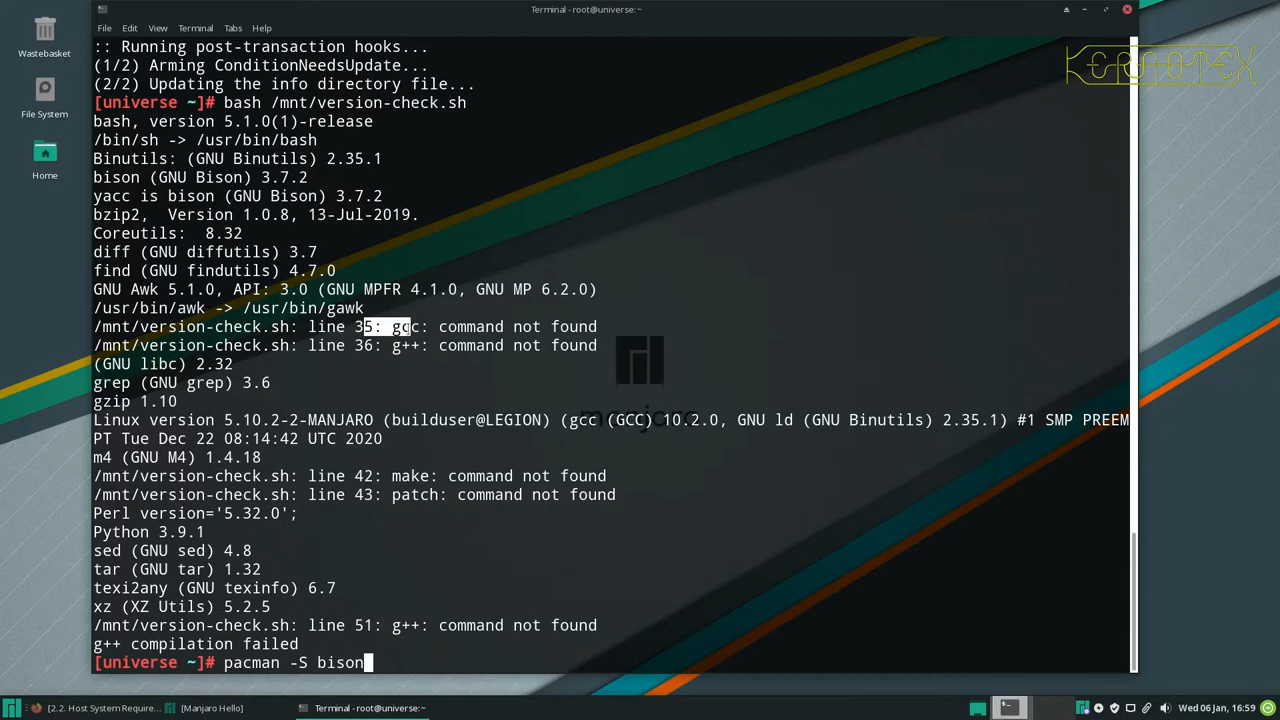 Terminal - root@universe:~
File Edit View Terminal Tabs Help
Wastebasket
File System
Home
KERNOTEX
:: Running post-transaction hooks...
(1/2) Arming ConditionNeedsUpdate...
(2/2) Updating the info directory file...
[universe ~]# bash /mnt/version-check.sh
bash, version 5.1.0(1)-release
/bin/sh -> /usr/bin/bash
Binutils: (GNU Binutils) 2.35.1
bison (GNU Bison) 3.7.2
yacc is bison (GNU Bison) 3.7.2
bzip2,  Version 1.0.8, 13-Jul-2019.
Coreutils:  8.32
diff (GNU diffutils) 3.7
find (GNU findutils) 4.7.0
GNU Awk 5.1.0, API: 3.0 (GNU MPFR 4.1.0, GNU MP 6.2.0)
/usr/bin/awk -> /usr/bin/gawk
/mnt/version-check.sh: line 35: gcc: command not found
/mnt/version-check.sh: line 36: g++: command not found
(GNU libc) 2.32
grep (GNU grep) 3.6
gzip 1.10
Linux version 5.10.2-2-MANJARO (builduser@LEGION) (gcc (GCC) 10.2.0, GNU ld (GNU Binutils) 2.35.1) #1 SMP PREEM
PT Tue Dec 22 08:14:42 UTC 2020
m4 (GNU M4) 1.4.18
/mnt/version-check.sh: line 42: make: command not found
/mnt/version-check.sh: line 43: patch: command not found
Perl version='5.32.0';
Python 3.9.1
sed (GNU sed) 4.8
tar (GNU tar) 1.32
texi2any (GNU texinfo) 6.7
xz (XZ Utils) 5.2.5
/mnt/version-check.sh: line 51: g++: command not found
g++ compilation failed
[universe ~]# pacman -S bison
manjaro
[2.2. Host System Require... [Manjaro Hello] Terminal - root@universe:~ Wed 06 Jan, 16:59